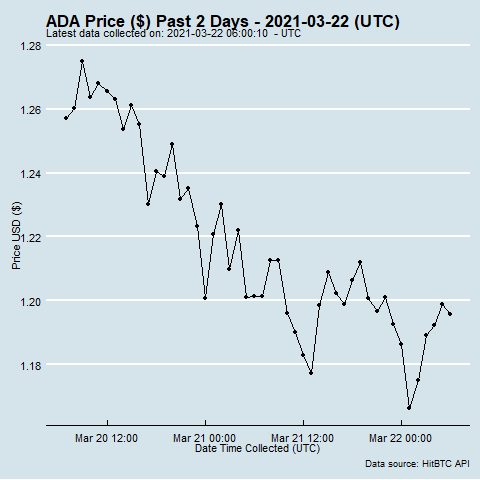 ADA Price ($) Past 2 Days - 2021-03-22 (UTC)
Latest data collected on: 2021-03-22 06:00:10 - UTC
1.28
1.26
1.24
1.22
1.20
1.18
Price USD ($)
Mar 20 12:00
Mar 21 00:00
Mar 21 12:00
Mar 22 00:00
Date Time Collected (UTC)
Data source: HitBTC API